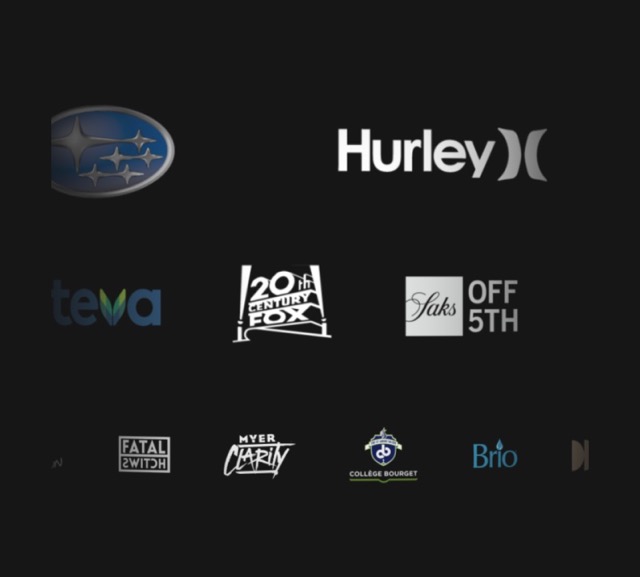 Hurley
teva
20th
CENTURY
FOX
Saks OFF
5TH
FATAL
SWITCH
MYER
CLARITY
COLLÈGE BOURGET
Brio